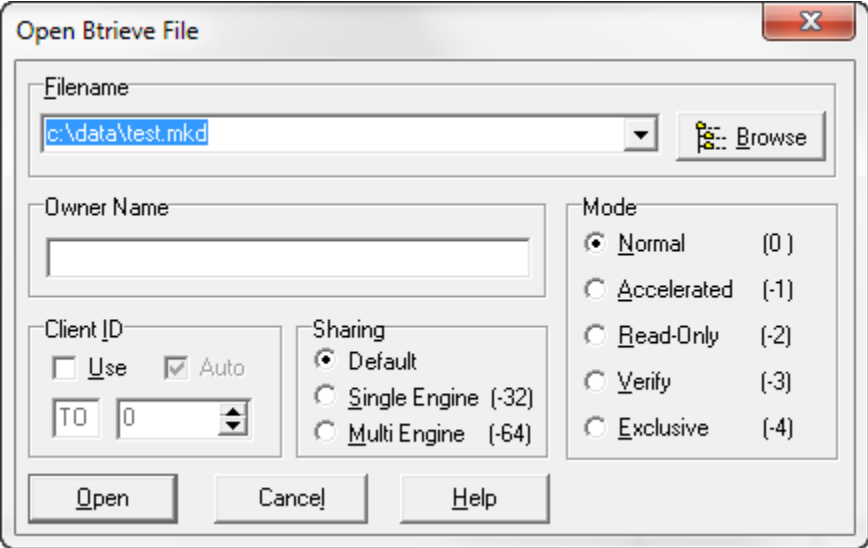 Open Btrieve File
Filename
c:\data\test.mkd
Browse
Owner Name
Mode
Normal (0 )
Accelerated (-1)
Read-Only (-2)
Verify (-3)
Exclusive (-4)
Client ID
Use Auto
TO 0
Sharing
Default
Single Engine (-32)
Multi Engine (-64)
Open Cancel Help